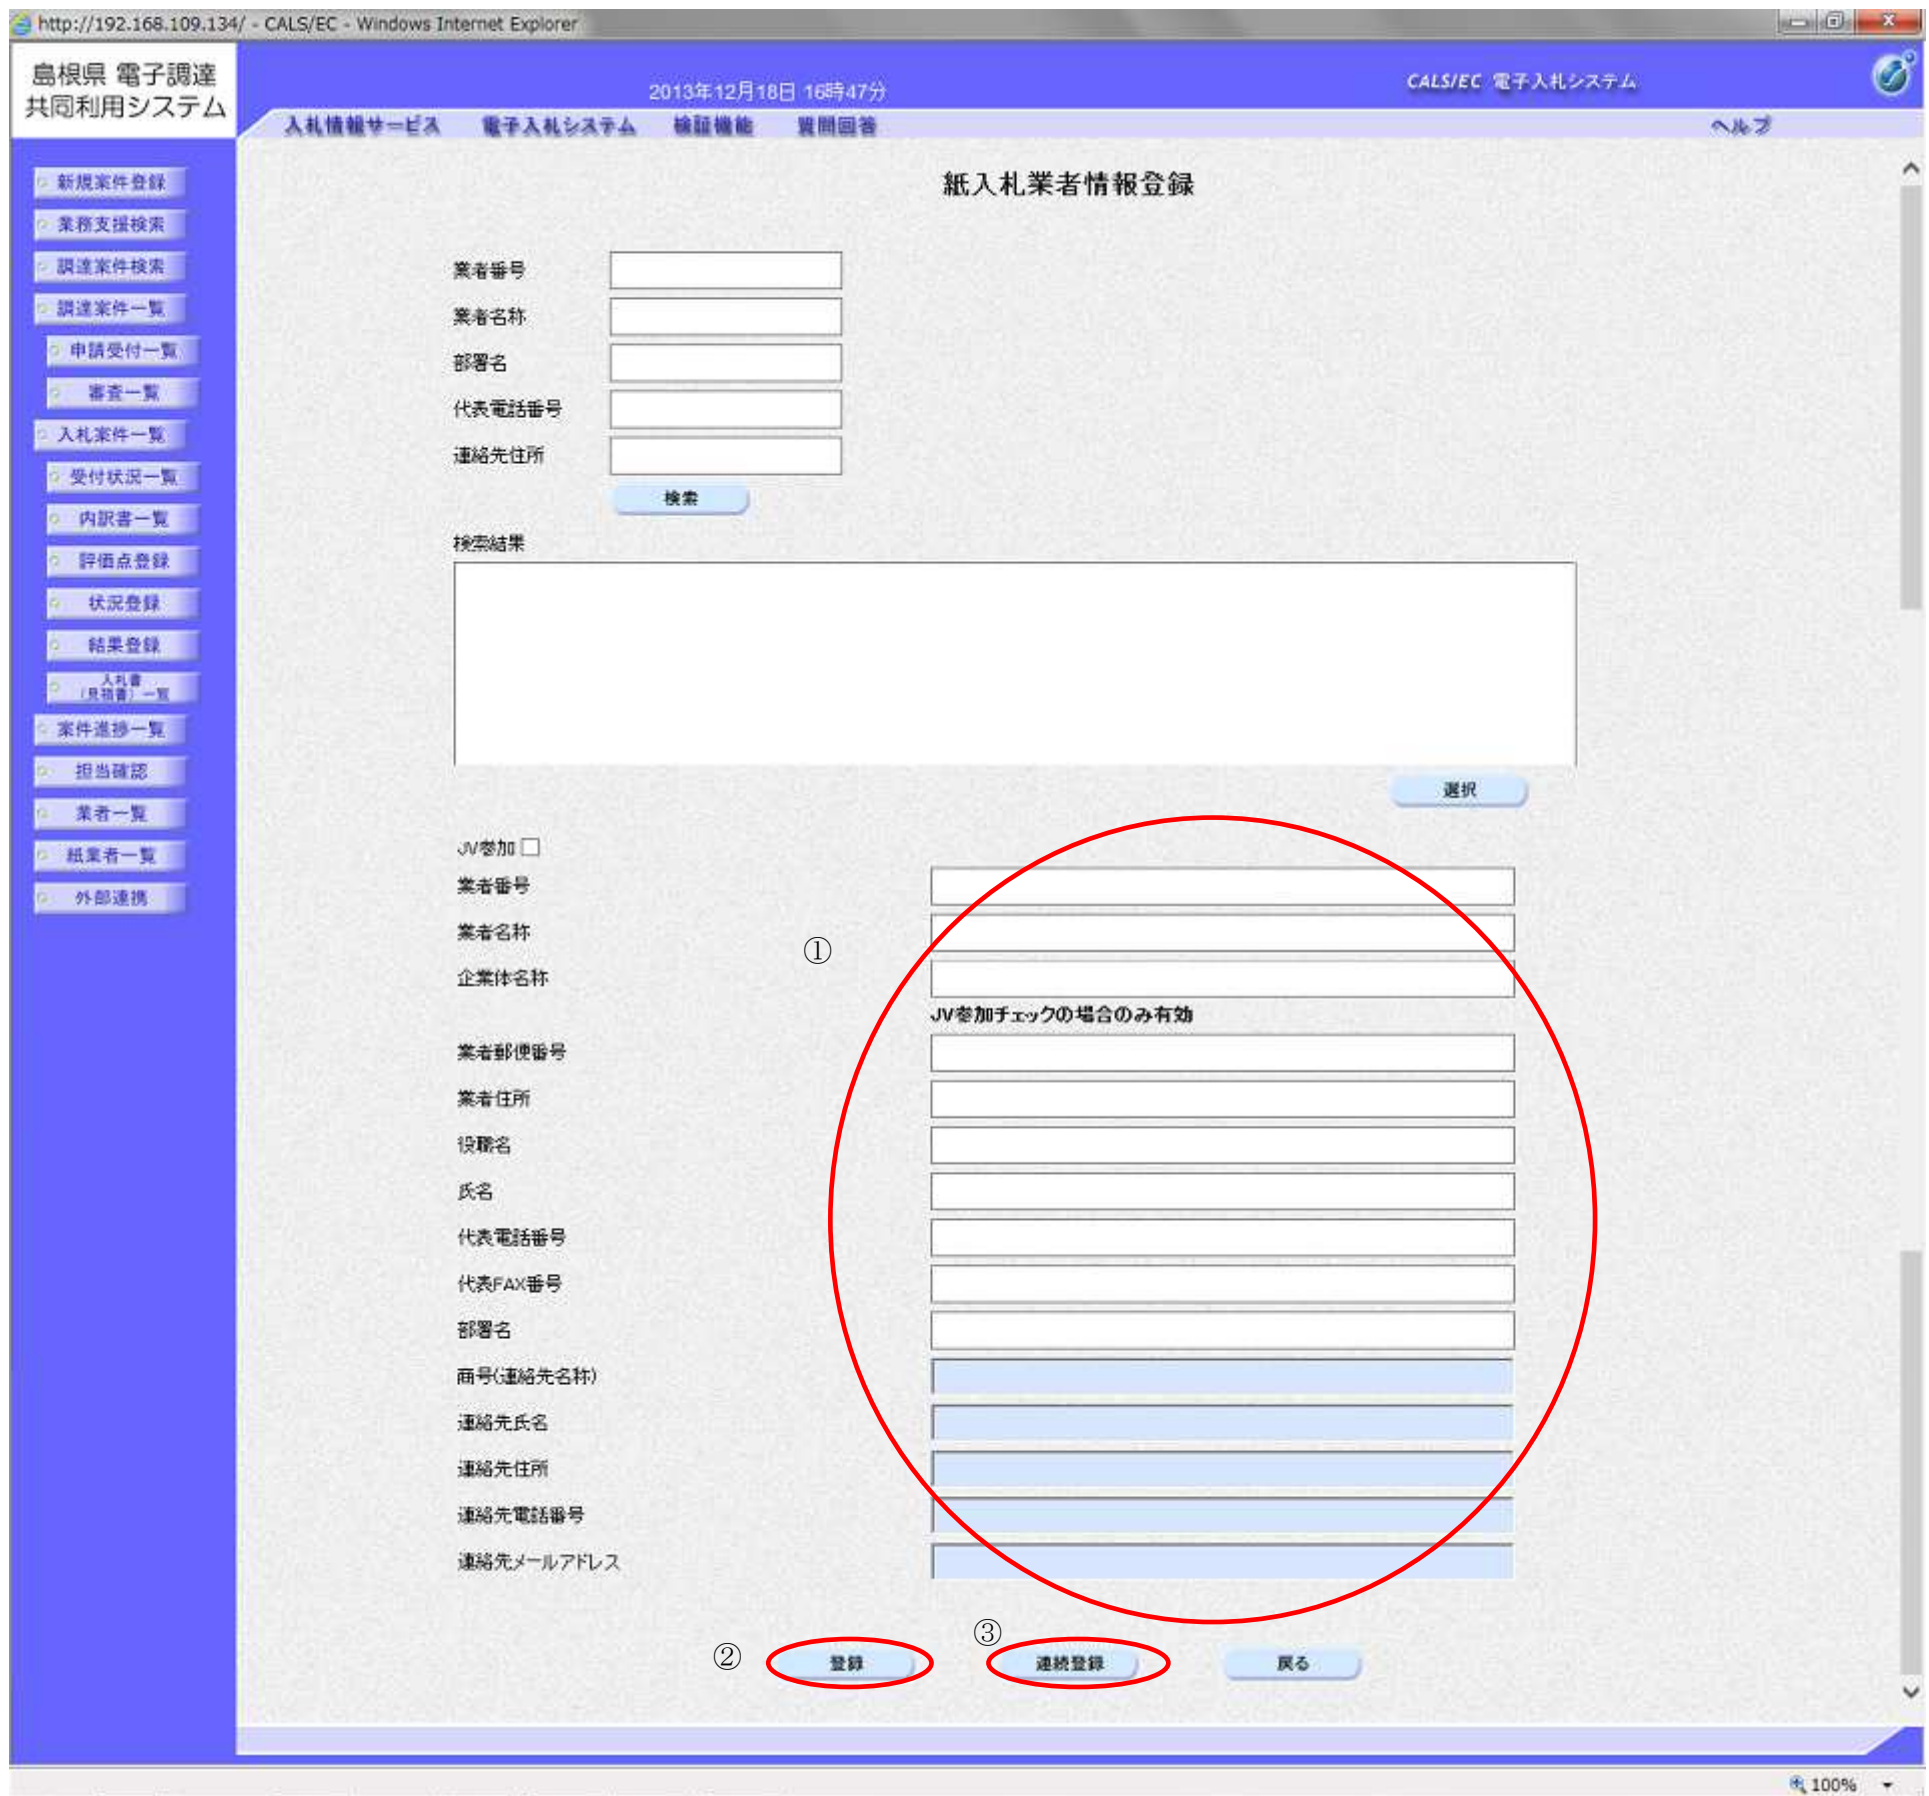 http://192.168.109.134/ - CALS/EC - Windows Internet Explorer
島根県 電子調達
共同利用システム
2013年12月18日 16時47分
CALS/EC 電子入札システム
入札情報サービス 電子入札システム 検証機能 質問回答 ヘルプ
新規案件登録
業務支援検索
調達案件検索
調達案件一覧
申請受付一覧
審査一覧
入札案件一覧
受付状況一覧
内訳書一覧
評価点登録
状況登録
結果登録
入札書
(見積書)一覧
案件進捗一覧
担当確認
業者一覧
紙業者一覧
外部連携
紙入札業者情報登録
業者番号
業者名称
部署名
代表電話番号
連絡先住所
検索
検索結果
選択
JV参加
業者番号
業者名称
①
企業体名称
JV参加チェックの場合のみ有効
業者郵便番号
業者住所
役職名
氏名
代表電話番号
代表FAX番号
部署名
商号(連絡先名称)
連絡先氏名
連絡先住所
連絡先電話番号
連絡先メールアドレス
② 登録 ③ 連続登録 戻る
100%